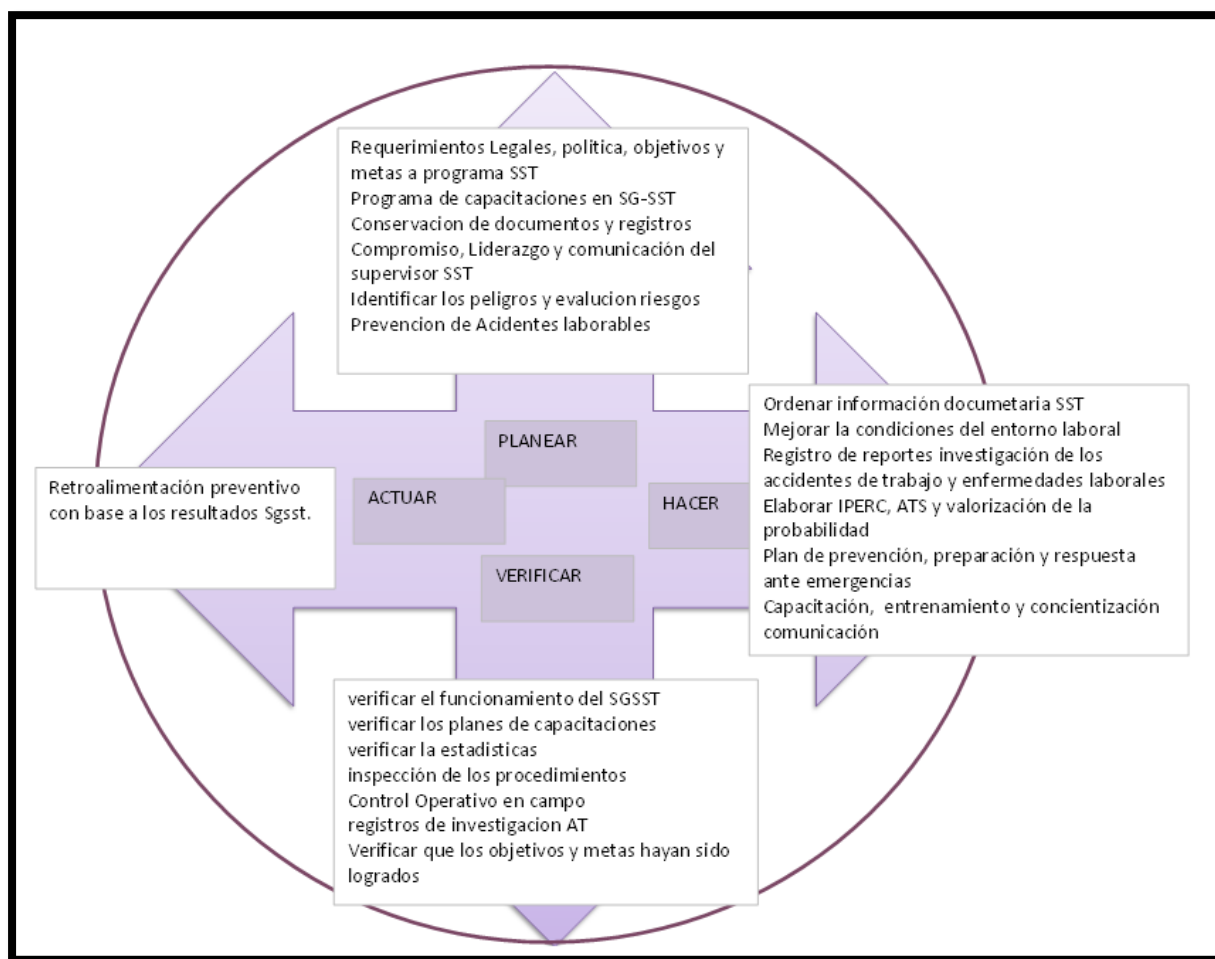 Requerimientos Legales, politica, objetivos y
metas a programa SST
Programa de capacitaciones en SG-SST
Conservacion de documentos y registros
Compromiso, Liderazgo y comunicación del
supervisor SST
Identificar los peligros y evalucion riesgos
Prevencion de Acidentes laborables
PLANEAR
ACTUAR
HACER
VERIFICAR
Retroalimentación preventivo
con base a los resultados Sgsst.
Ordenar información documetaria SST
Mejorar la condiciones del entorno laboral
Registro de reportes investigación de los
accidentes de trabajo y enfermedades laborales
Elaborar IPERC, ATS y valorización de la
probabilidad
Plan de prevención, preparación y respuesta
ante emergencias
Capacitación, entrenamiento y concientización
comunicación
verificar el funcionamiento del SGSST
verificar los planes de capacitaciones
verificar la estadisticas
inspección de los procedimientos
Control Operativo en campo
registros de investigacion AT
Verificar que los objetivos y metas hayan sido
logrados